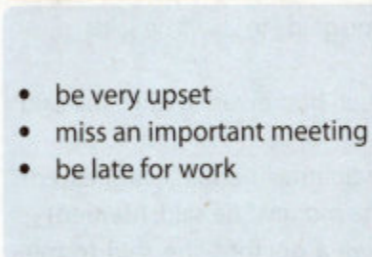 • be very upset
• miss an important meeting
• be late for work